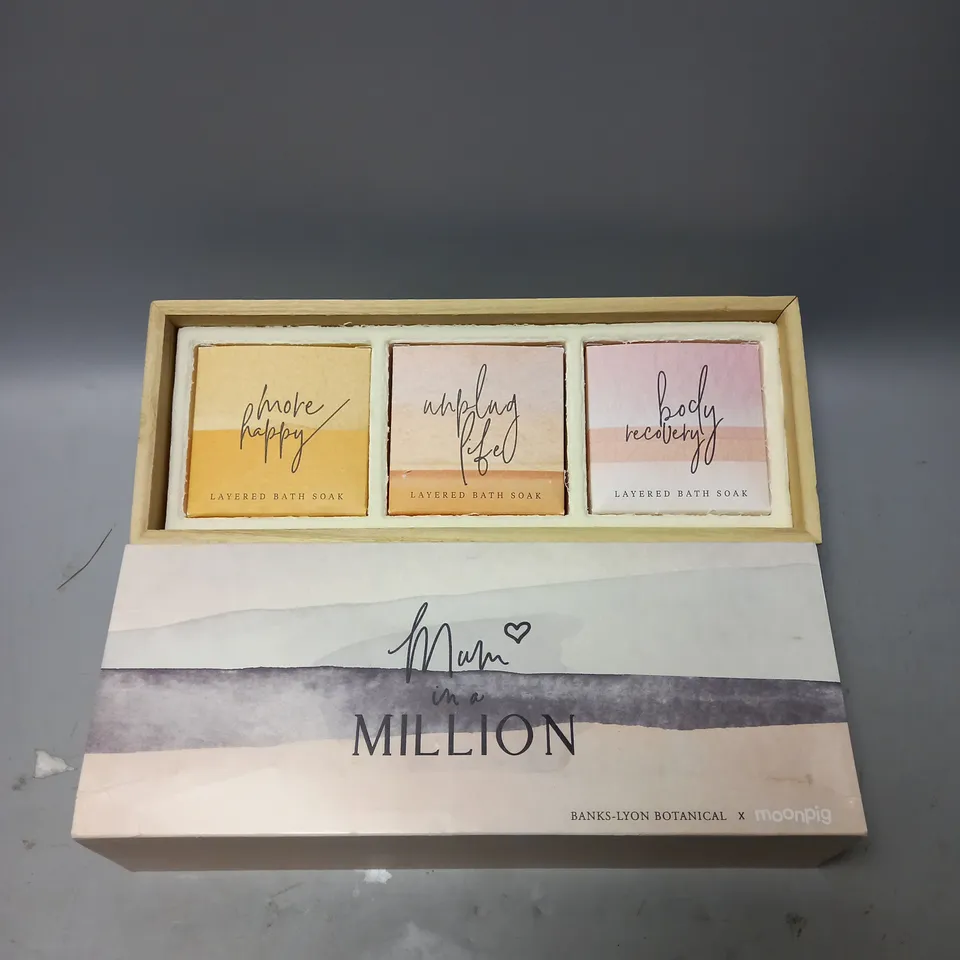 more
happy
LAYERED BATH SOAK
unplug
life
LAYERED BATH SOAK
body
recovery
LAYERED BATH SOAK
Mum
in a
MILLION
BANKS-LYON BOTANICAL x moonpig